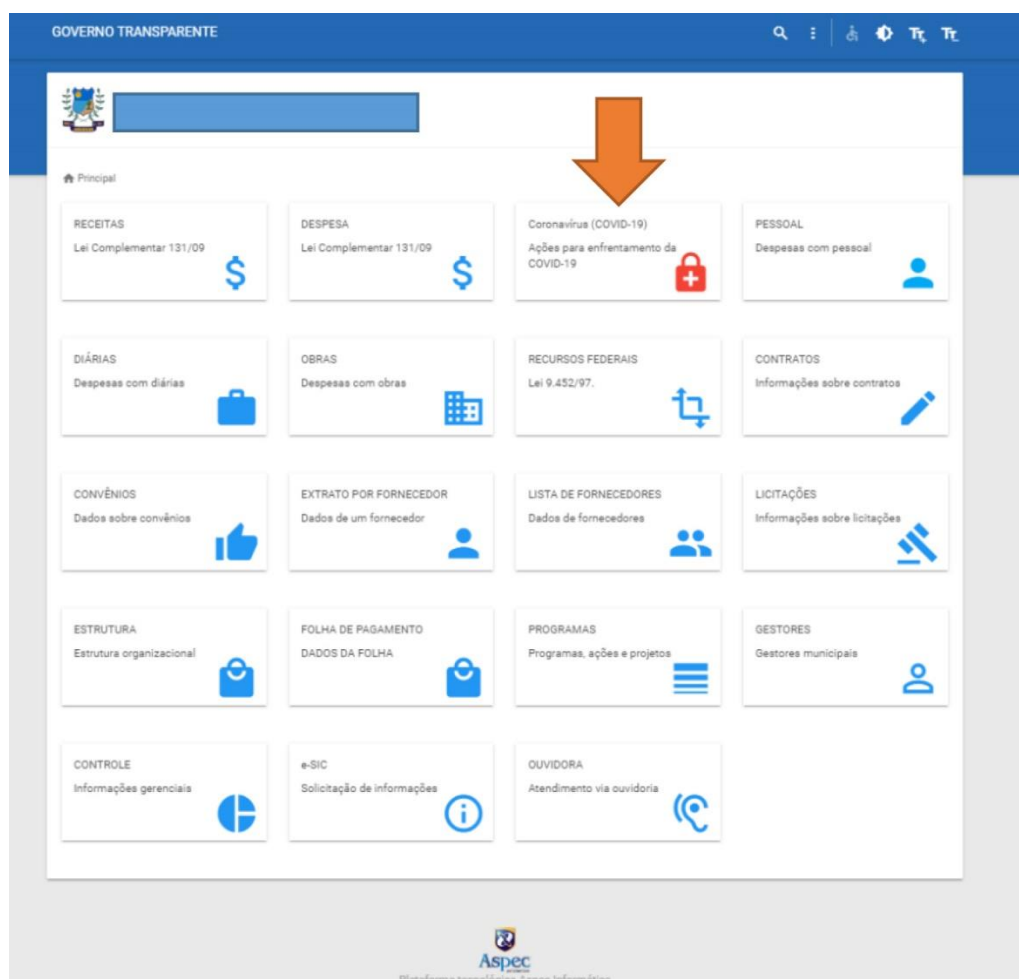 GOVERNO TRANSPARENTE
Principal
RECEITAS
Lei Complementar 131/09
DESPESA
Lei Complementar 131/09
Coronavírus (COVID-19)
Ações para enfrentamento da
COVID-19
PESSOAL
Despesas com pessoal
DIÁRIAS
Despesas com diárias
OBRAS
Despesas com obras
RECURSOS FEDERAIS
Lei 9.452/97.
CONTRATOS
Informações sobre contratos
CONVÊNIOS
Dados sobre convênios
EXTRATO POR FORNECEDOR
Dados de um fornecedor
LISTA DE FORNECEDORES
Dados de fornecedores
LICITAÇÕES
Informações sobre licitações
ESTRUTURA
Estrutura organizacional
FOLHA DE PAGAMENTO
DADOS DA FOLHA
PROGRAMAS
Programas, ações e projetos
GESTORES
Gestores municipais
CONTROLE
Informações gerenciais
e-SIC
Solicitação de informações
OUVIDORA
Atendimento via ouvidoria
Aspec